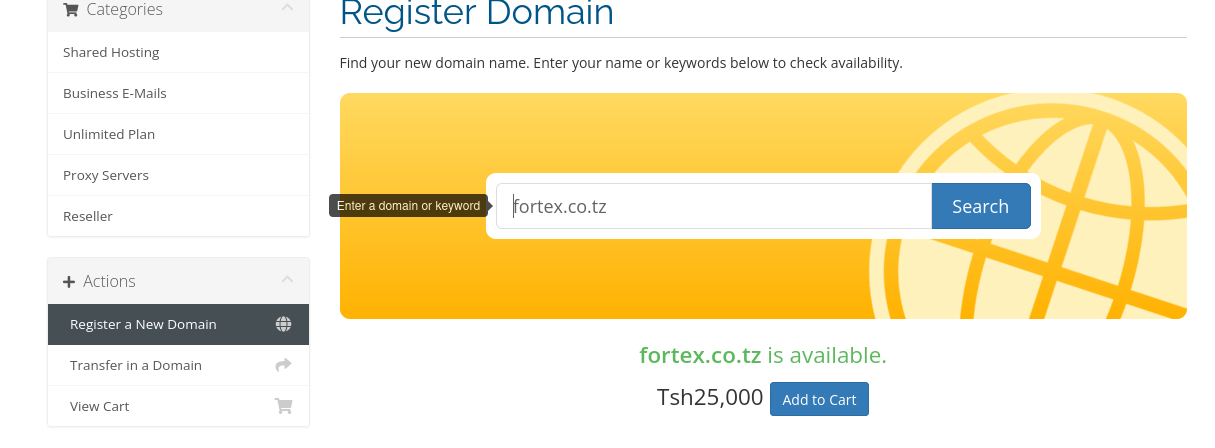 Categories
Shared Hosting
Business E-Mails
Unlimited Plan
Proxy Servers
Reseller
Actions
Register a New Domain
Transfer in a Domain
View Cart
Register Domain
Find your new domain name. Enter your name or keywords below to check availability.
Enter a domain or keyword
fortex.co.tz
Search
fortex.co.tz is available.
Tsh25,000 Add to Cart